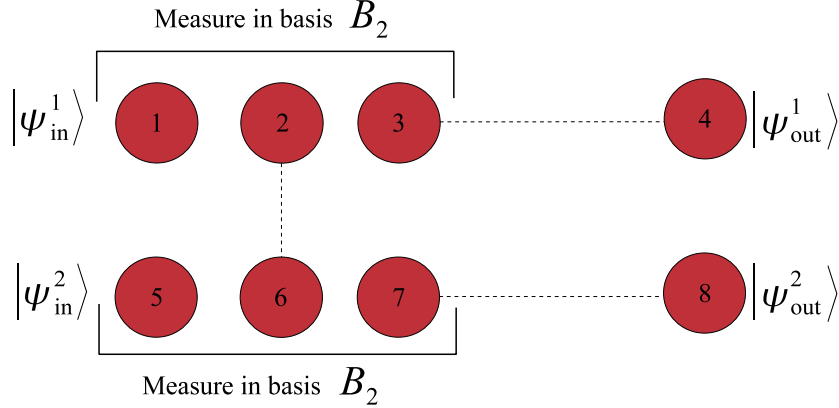 Measure in basis B₂
|ψ¹ᵢₙ⟩ 1 2 3 4 |ψ¹ₒᵤₜ⟩
|ψ²ᵢₙ⟩ 5 6 7 8 |ψ²ₒᵤₜ⟩
Measure in basis B₂